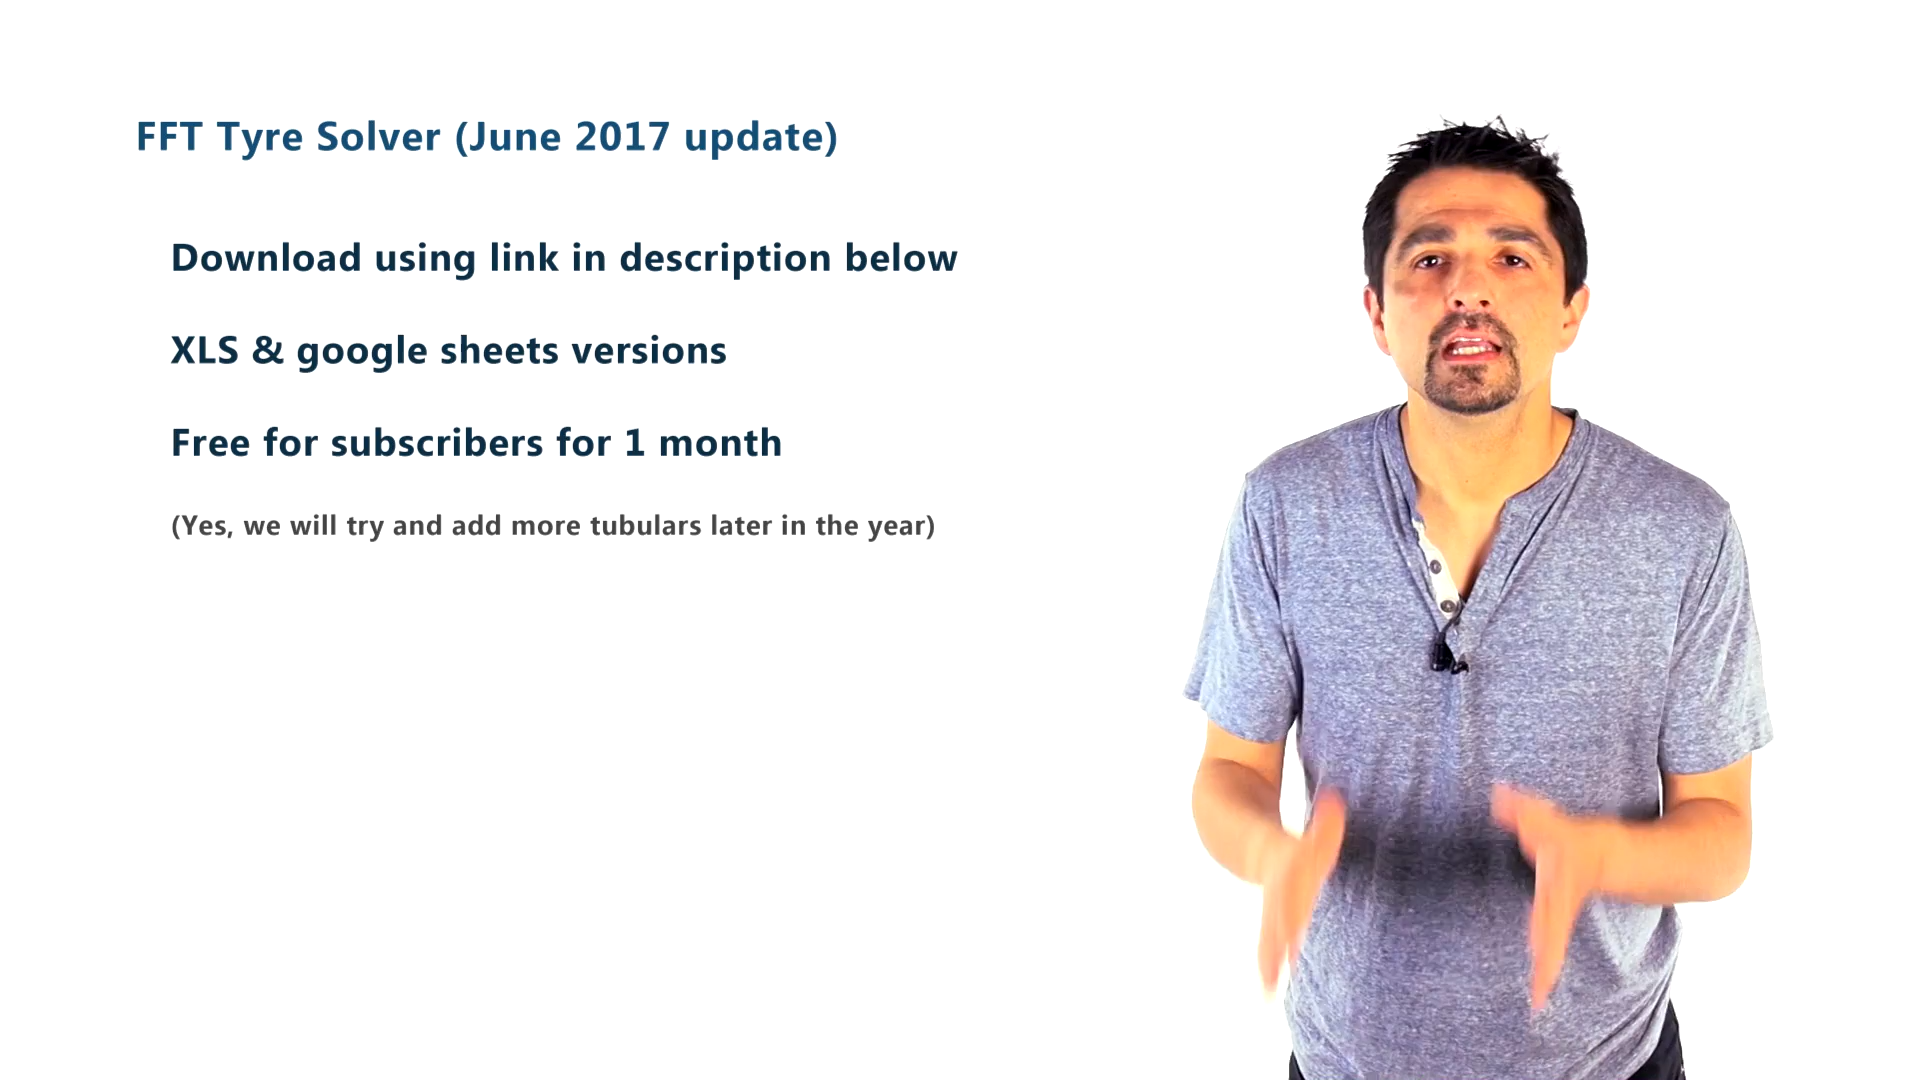 FFT Tyre Solver (June 2017 update)
Download using link in description below
XLS & google sheets versions
Free for subscribers for 1 month
(Yes, we will try and add more tubulars later in the year)